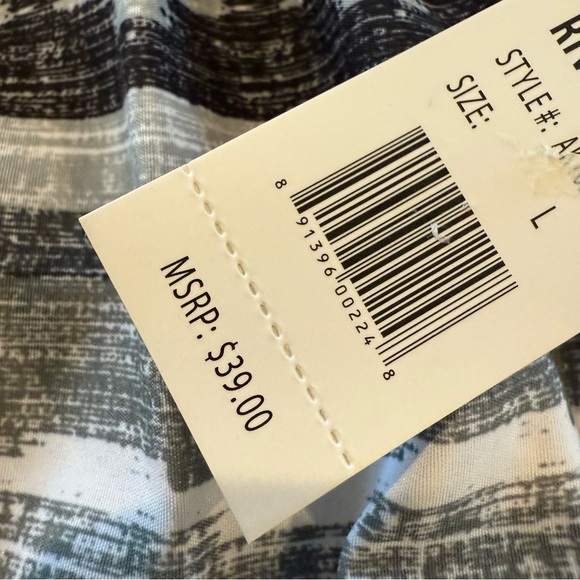 STYLE#:
SIZE: L
8 91396 00224 8
MSRP: $39.00